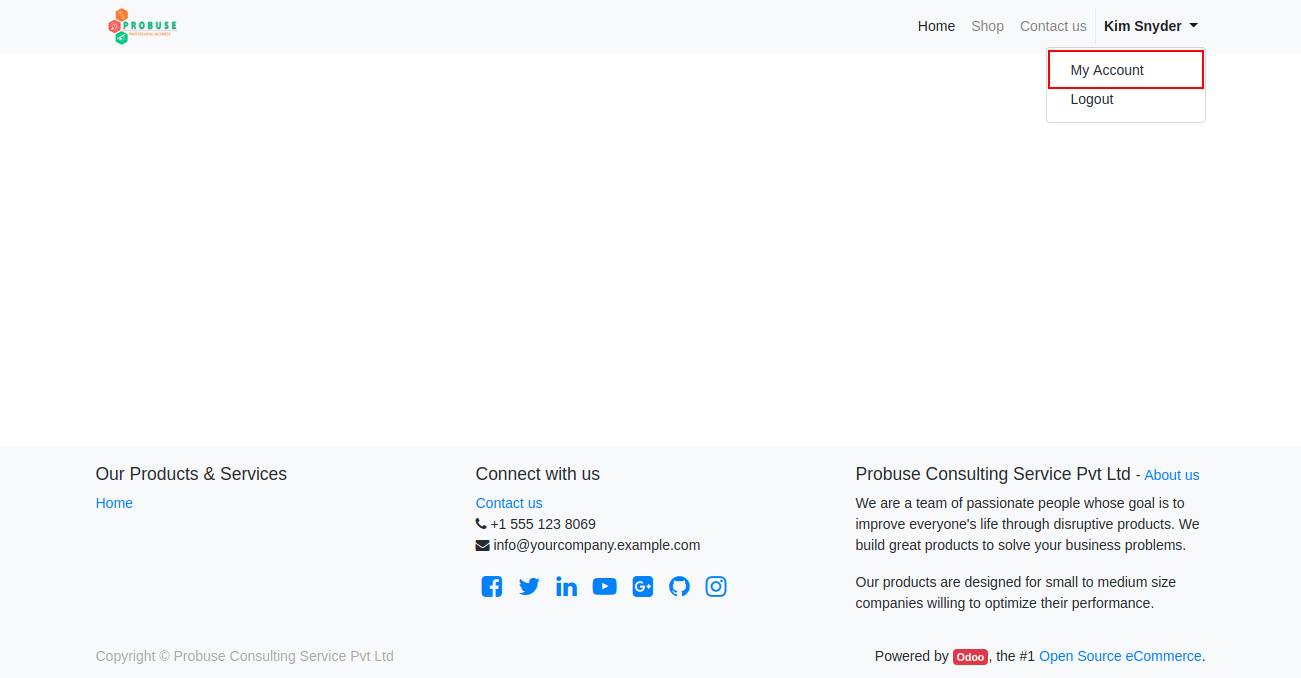 PROBUSE
Home Shop Contact us Kim Snyder
My Account
Logout
Our Products & Services
Home
Connect with us
Contact us
+1 555 123 8069
info@yourcompany.example.com
Probuse Consulting Service Pvt Ltd - About us
We are a team of passionate people whose goal is to
improve everyone's life through disruptive products. We
build great products to solve your business problems.
Our products are designed for small to medium size
companies willing to optimize their performance.
Copyright © Probuse Consulting Service Pvt Ltd
Powered by Odoo, the #1 Open Source eCommerce.